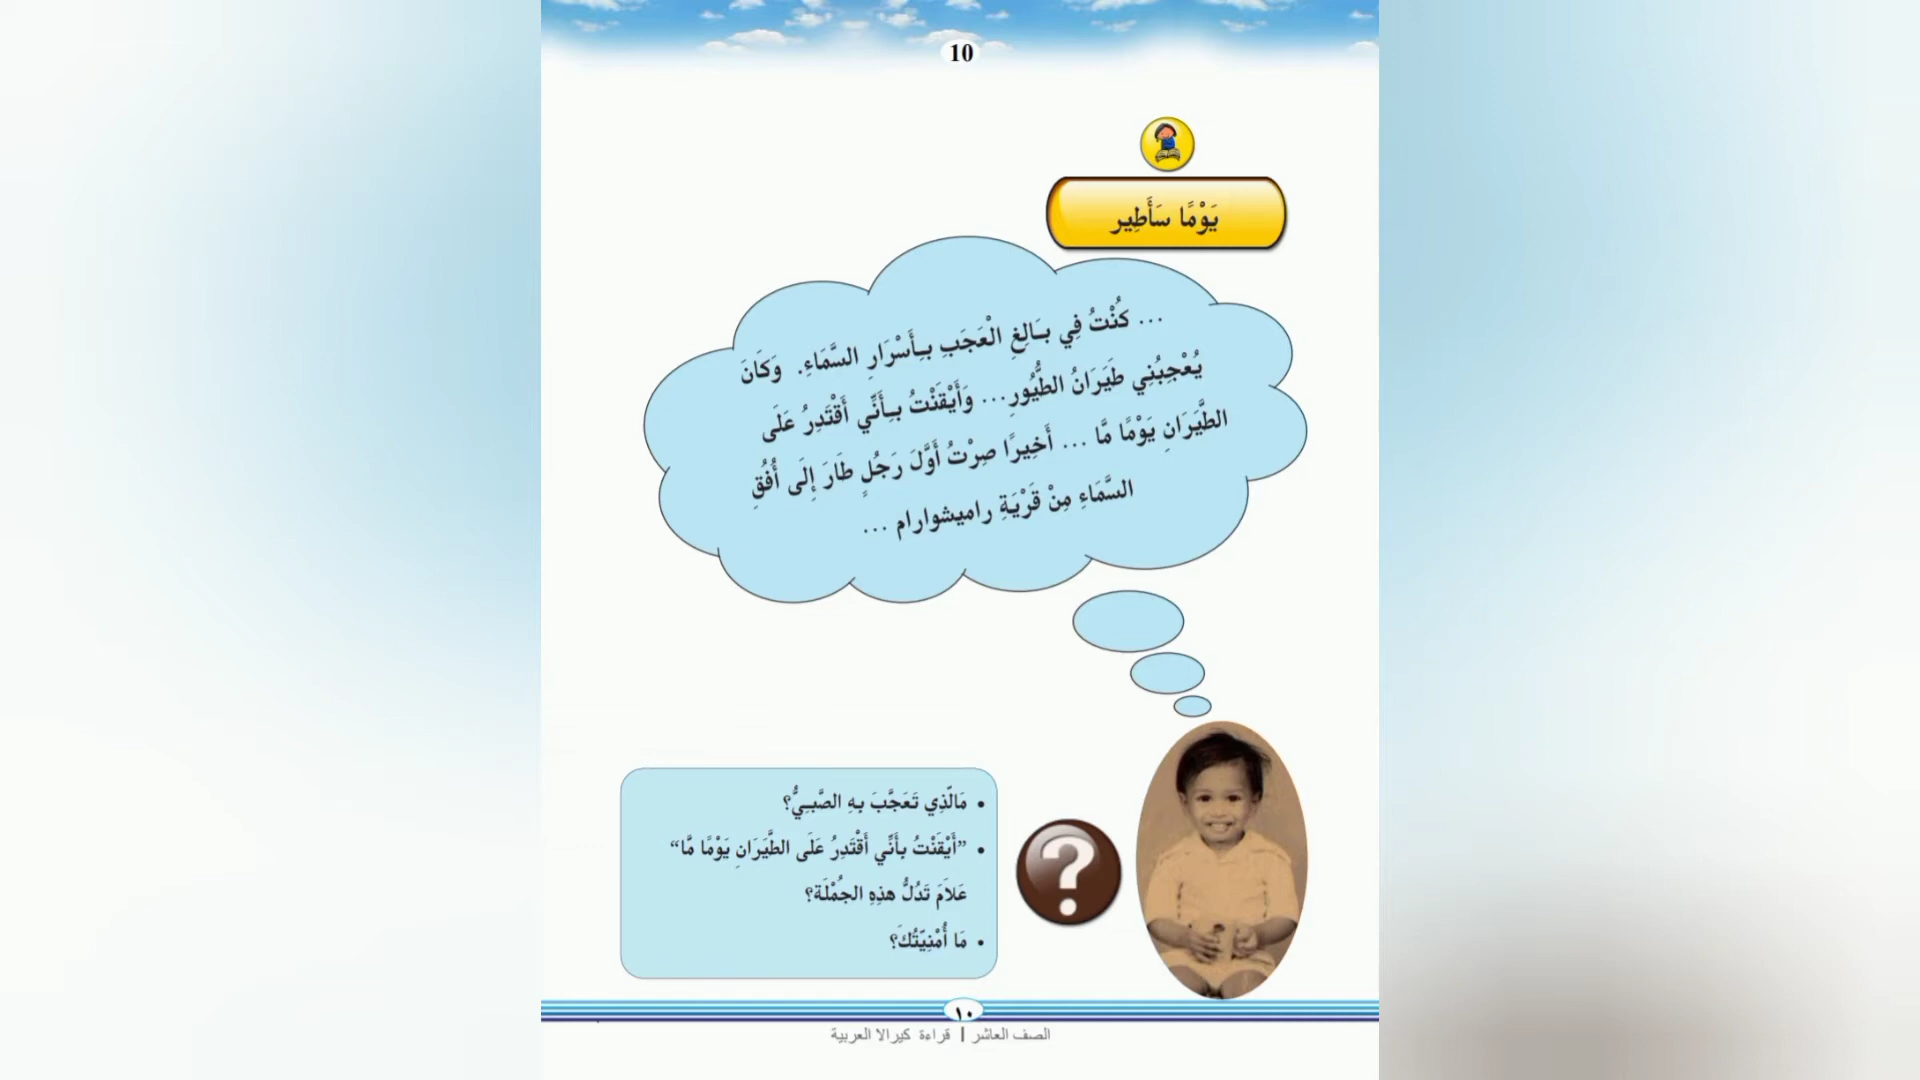 10
يَوْمًا سَأَطِير
... كُنْتُ فِي بَالِغِ الْعَجَبِ بِأَسْرَارِ السَّمَاءِ. وَكَانَ
يُعْجِبُنِي طَيَرَانُ الطُّيُورِ... وَأَيْقَنْتُ بِأَنِّي أَقْتَدِرُ عَلَى
الطَّيَرَانِ يَوْمًا مَّا ... أَخِيرًا صِرْتُ أَوَّلَ رَجُلٍ طَارَ إِلَى أُفُقِ
السَّمَاءِ مِنْ قَرْيَةِ راميشوارام ...
• مَالَّذِي تَعَجَّبَ بِهِ الصَّبِيُّ؟
• ”أَيْقَنْتُ بِأَنِّي أَقْتَدِرُ عَلَى الطَّيَرَانِ يَوْمًا مَّا“
عَلاَمَ تَدُلُّ هذِهِ الجُمْلَة؟
• مَا أُمْنِيّتُكَ؟
١٠
الصف العاشر | قراءة كيرالا العربية